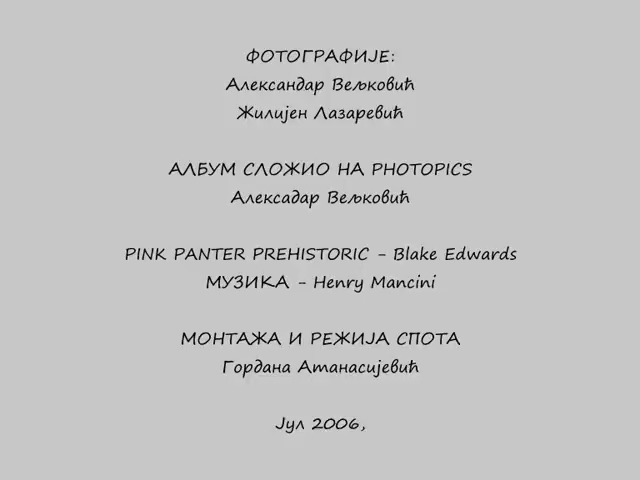 ФОТОГРАФИЈЕ:
Александар Вељковић
Жилијен Лазаревић
АЛБУМ СЛОЖИО НА PHOTOPICS
Алексадар Вељковић
PINK PANTER PREHISTORIC - Blake Edwards
МУЗИКА - Henry Mancini
МОНТАЖА И РЕЖИЈА СПОТА
Гордана Атанасијевић
Јул 2006,